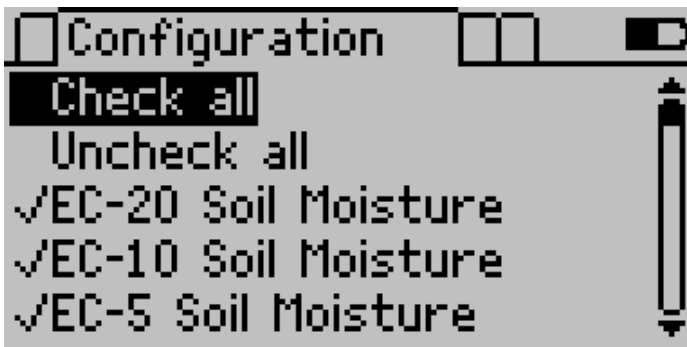 Configuration
Check all
Uncheck all
✓EC-20 Soil Moisture
✓EC-10 Soil Moisture
✓EC-5 Soil Moisture